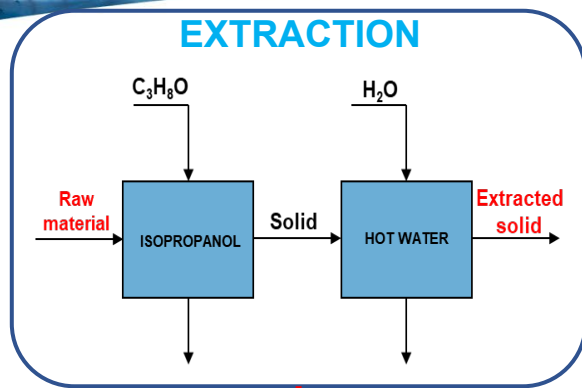 EXTRACTION
C₃H₈O
H₂O
Raw
material
ISOPROPANOL
Solid
HOT WATER
Extracted
solid